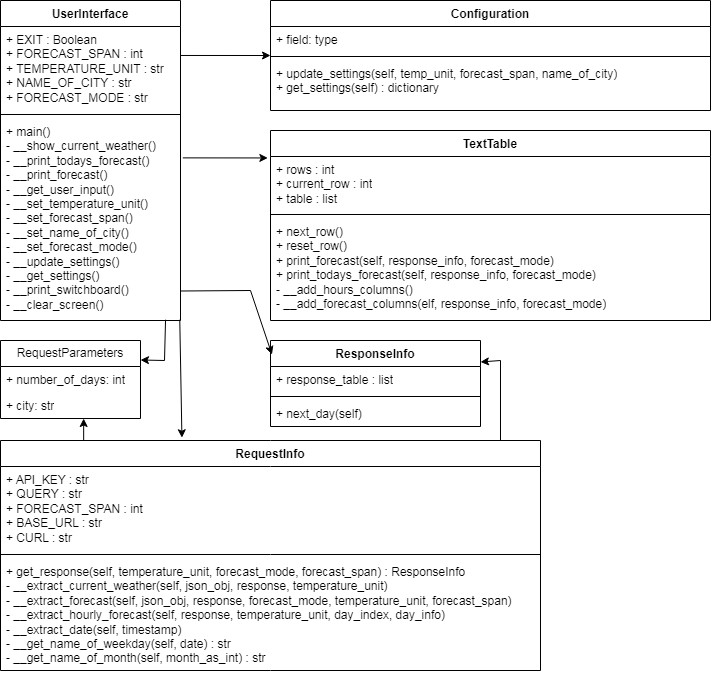 UserInterface
+ EXIT : Boolean
+ FORECAST_SPAN : int
+ TEMPERATURE_UNIT : str
+ NAME_OF_CITY : str
+ FORECAST_MODE : str
+ main()
- __show_current_weather()
- __print_todays_forecast()
- __print_forecast()
- __get_user_input()
- __set_temperature_unit()
- __set_forecast_span()
- __set_name_of_city()
- __set_forecast_mode()
- __update_settings()
- __get_settings()
- __print_switchboard()
- __clear_screen()
Configuration
+ field: type
+ update_settings(self, temp_unit, forecast_span, name_of_city)
+ get_settings(self) : dictionary
TextTable
+ rows : int
+ current_row : int
+ table : list
+ next_row()
+ reset_row()
+ print_forecast(self, response_info, forecast_mode)
+ print_todays_forecast(self, response_info, forecast_mode)
- __add_hours_columns()
- __add_forecast_columns(elf, response_info, forecast_mode)
RequestParameters
+ number_of_days: int
+ city: str
ResponseInfo
+ response_table : list
+ next_day(self)
RequestInfo
+ API_KEY : str
+ QUERY : str
+ FORECAST_SPAN : int
+ BASE_URL : str
+ CURL : str
+ get_response(self, temperature_unit, forecast_mode, forecast_span) : ResponseInfo
- __extract_current_weather(self, json_obj, response, temperature_unit)
- __extract_forecast(self, json_obj, response, forecast_mode, temperature_unit, forecast_span)
- __extract_hourly_forecast(self, response, temperature_unit, day_index, day_info)
- __extract_date(self, timestamp)
- __get_name_of_weekday(self, date) : str
- __get_name_of_month(self, month_as_int) : str